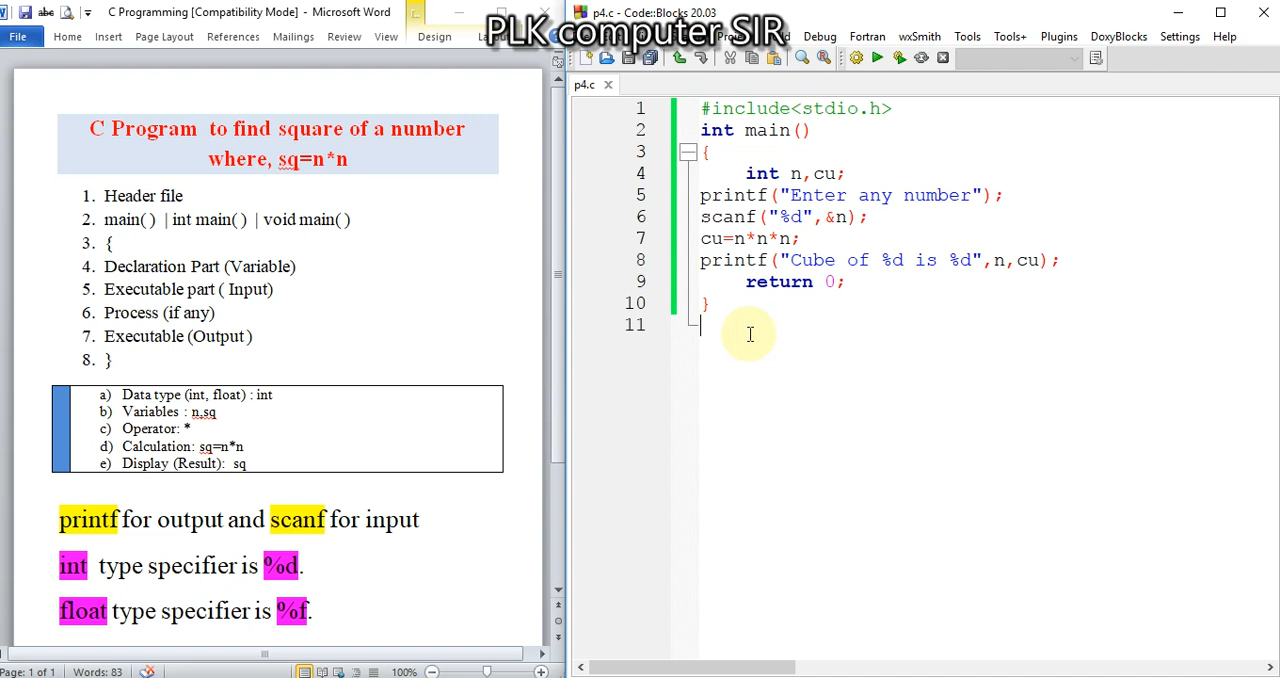 C Programming [Compatibility Mode] - Microsoft Word
p4.c - Code::Blocks 20.03
PLK computer SIR
File Home Insert Page Layout References Mailings Review View Design
Debug Fortran wxSmith Tools Tools+ Plugins DoxyBlocks Settings Help
p4.c
C Program to find square of a number
where, sq=n*n
1. Header file
2. main( ) | int main( ) | void main( )
3. {
4. Declaration Part (Variable)
5. Executable part ( Input)
6. Process (if any)
7. Executable (Output )
8. }
a) Data type (int, float) : int
b) Variables : n,sq
c) Operator: *
d) Calculation: sq=n*n
e) Display (Result): sq
printf for output and scanf for input
int type specifier is %d.
float type specifier is %f.
Page: 1 of 1 Words: 83 100%
1 #include<stdio.h>
2 int main()
3 {
4 int n,cu;
5 printf("Enter any number");
6 scanf("%d",&n);
7 cu=n*n*n;
8 printf("Cube of %d is %d",n,cu);
9 return 0;
10 }
11